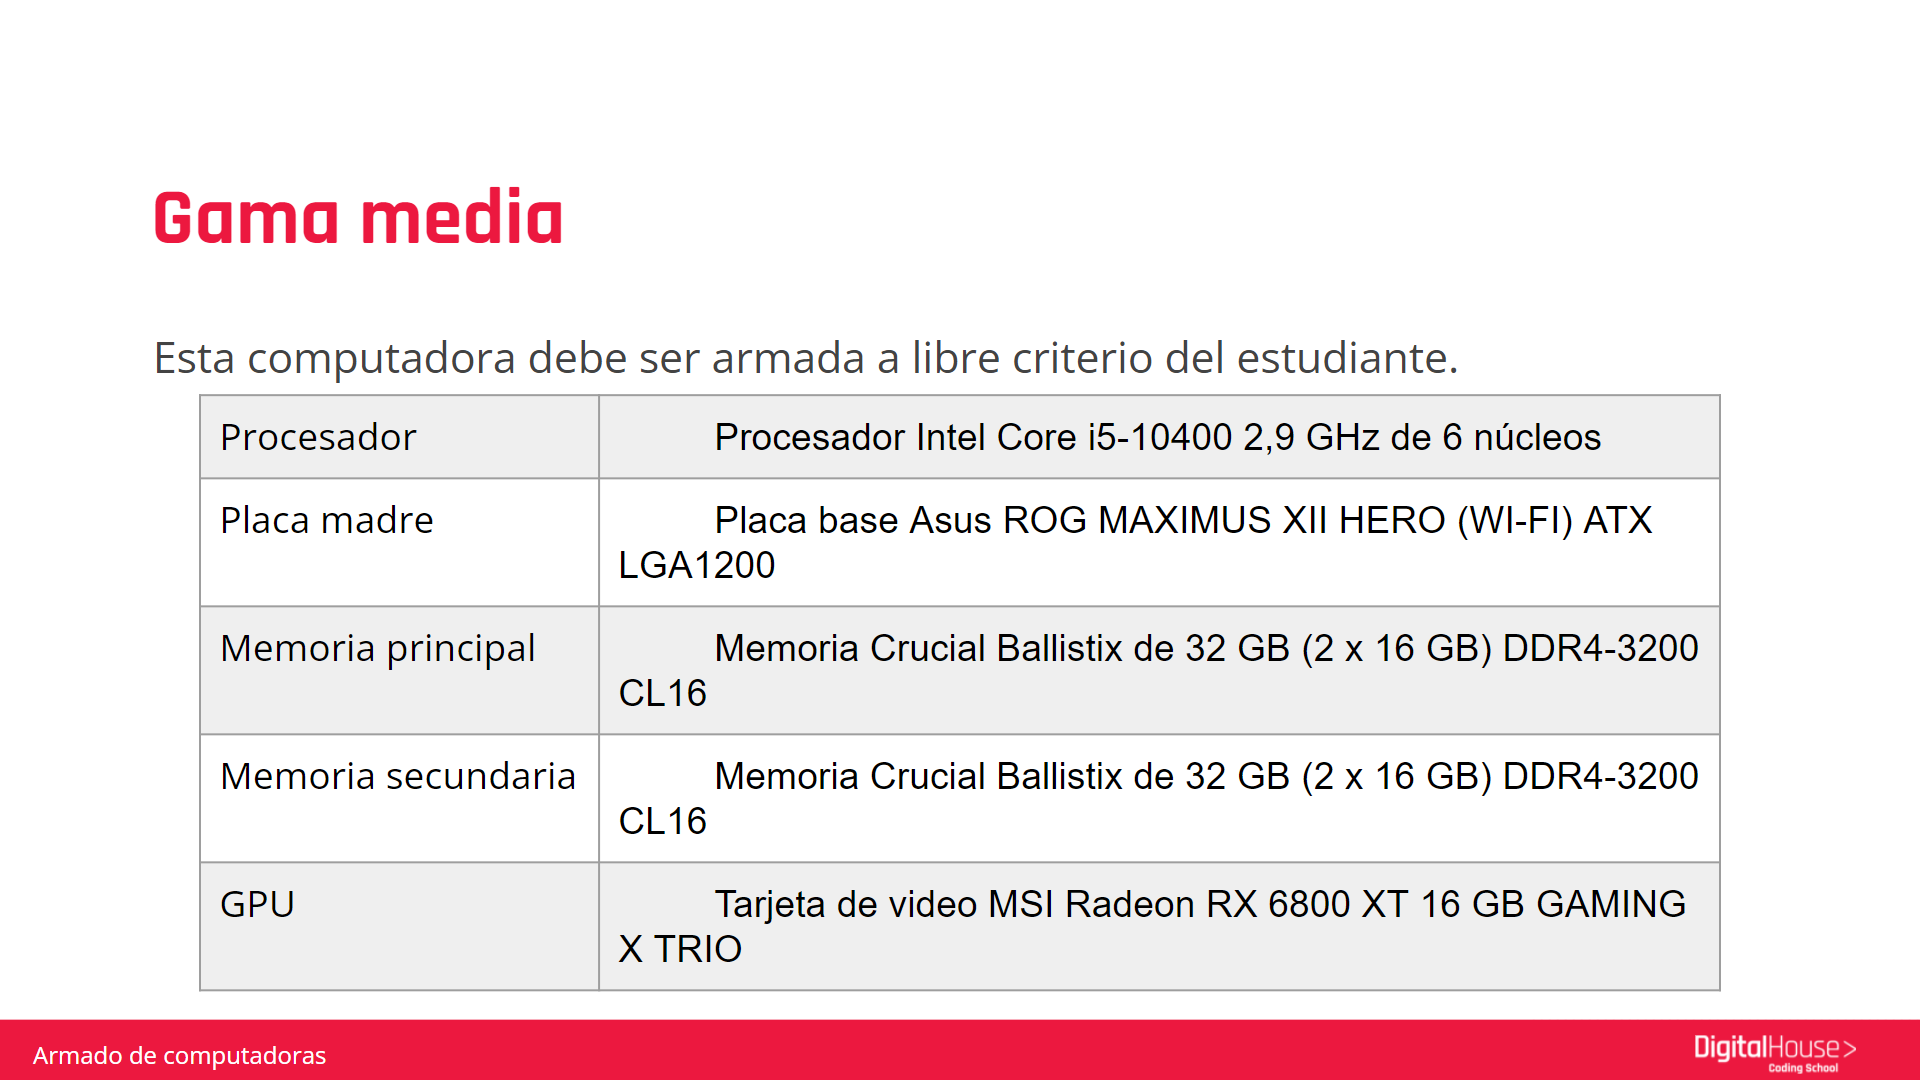 Gama media
Esta computadora debe ser armada a libre criterio del estudiante.
Procesador
Procesador Intel Core i5-10400 2,9 GHz de 6 núcleos
Placa madre
Placa base Asus ROG MAXIMUS XII HERO (WI-FI) ATX
LGA1200
Memoria principal
Memoria Crucial Ballistix de 32 GB (2 x 16 GB) DDR4-3200
CL16
Memoria secundaria
Memoria Crucial Ballistix de 32 GB (2 x 16 GB) DDR4-3200
CL16
GPU
Tarjeta de video MSI Radeon RX 6800 XT 16 GB GAMING
X TRIO
Armado de computadoras
DigitalHouse>
Coding School